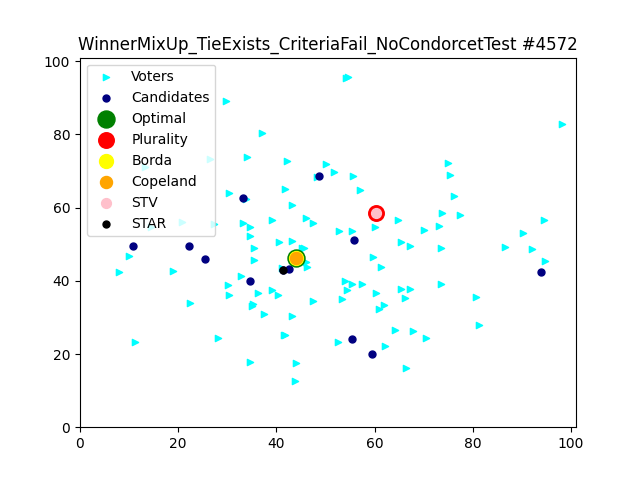 WinnerMixUp_TieExists_CriteriaFail_NoCondorcetTest #4572
100
80
60
40
20
0
Voters
Candidates
Optimal
Plurality
Borda
Copeland
STV
STAR
0 20 40 60 80 100